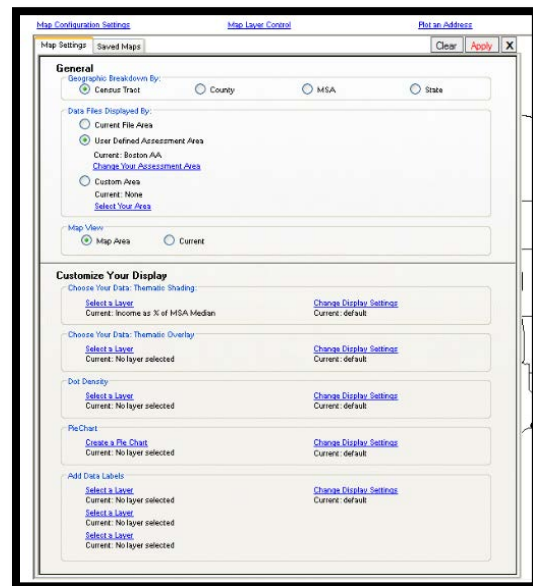 Map Configuration Settings Map Layer Control Plot an Address
Map Settings Saved Maps Clear Apply X
General
Geographic Breakdown By:
Census Tract County MSA State
Data Files Displayed By:
Current File Area
User Defined Assessment Area
Current: Boston AA
Change Your Assessment Area
Custom Area
Current: None
Select Your Area
Map View
Map Area Current
Customize Your Display
Choose Your Data: Thematic Shading:
Select a Layer Change Display Settings
Current: Income as % of MSA Median Current: default
Choose Your Data: Thematic Overlay
Select a Layer Change Display Settings
Current: No layer selected Current: default
Dot Density
Select a Layer Change Display Settings
Current: No layer selected Current: default
PieChart
Create a Pie Chart Change Display Settings
Current: No layer selected Current: default
Add Data Labels
Select a Layer Change Display Settings
Current: No layer selected Current: default
Select a Layer
Current: No layer selected
Select a Layer
Current: No layer selected